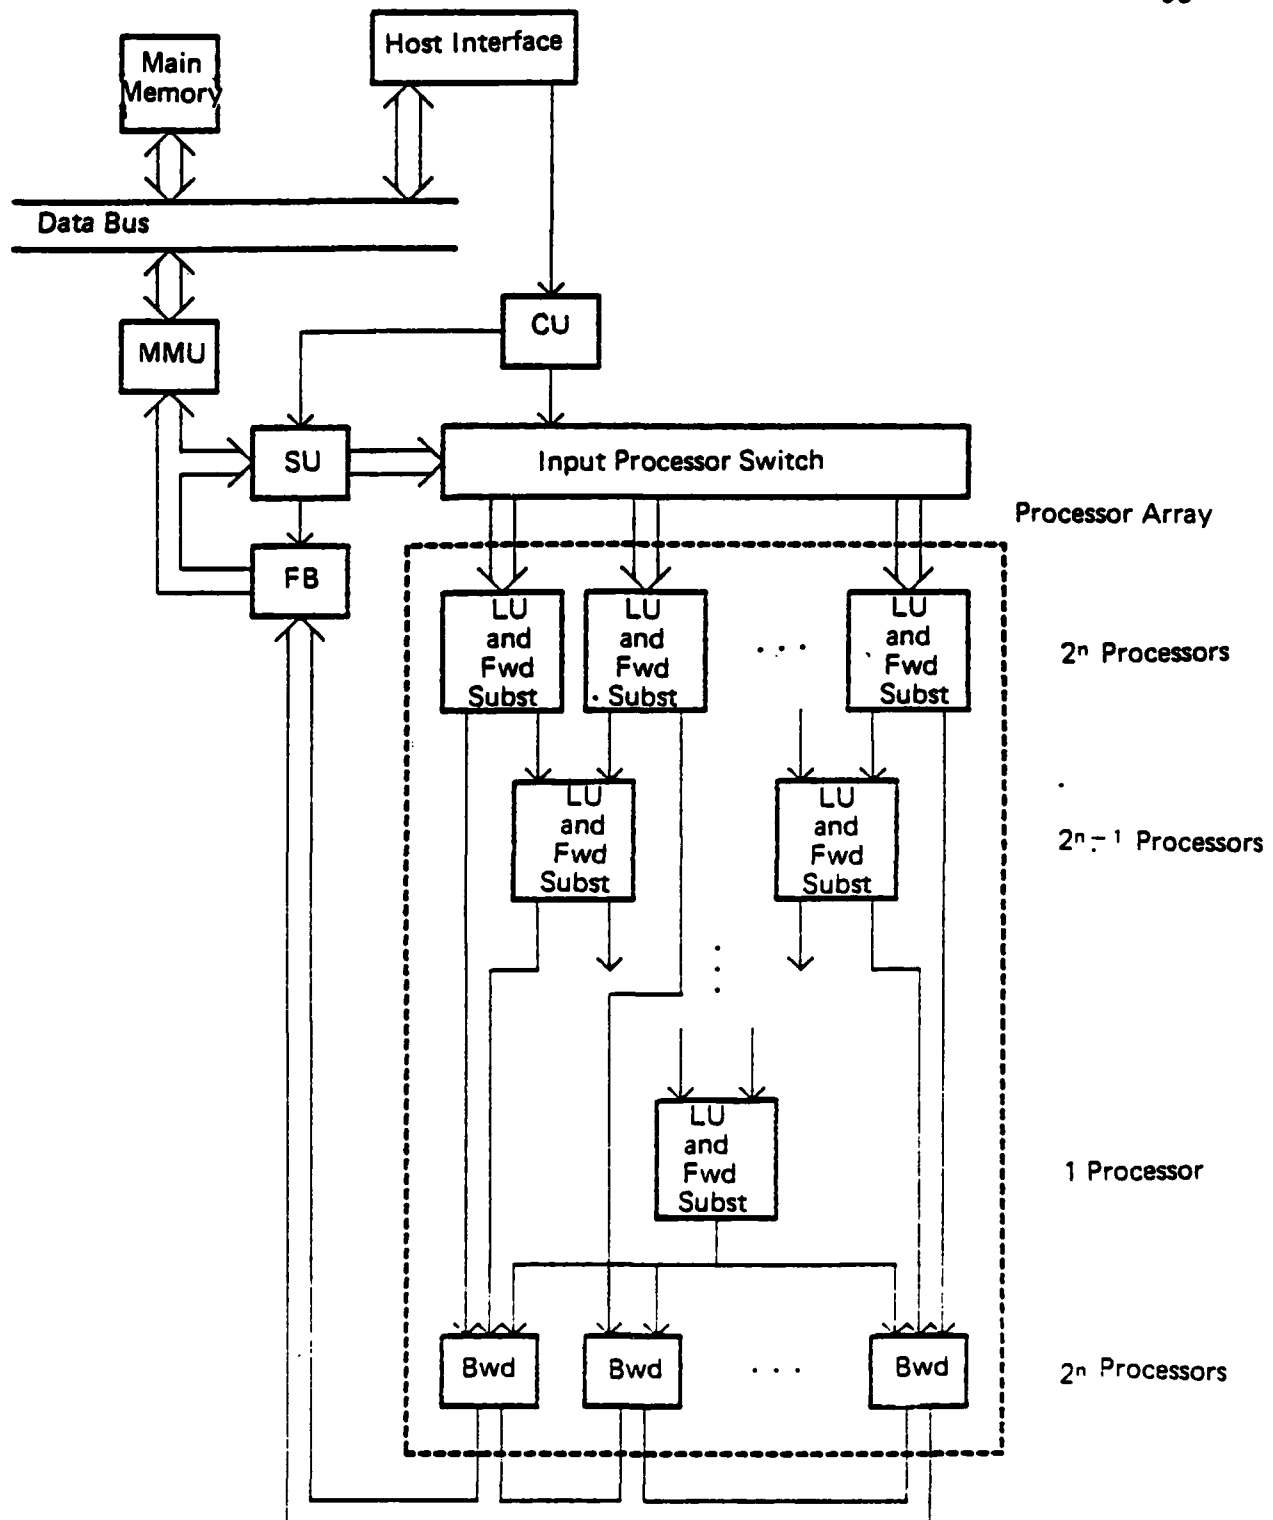 Host Interface
Main
Memory
Data Bus
CU
MMU
SU
Input Processor Switch
Processor Array
FB
LU
and
Fwd
Subst
LU
and
Fwd
Subst
. . .
LU
and
Fwd
Subst
2ⁿ Processors
LU
and
Fwd
Subst
LU
and
Fwd
Subst
2ⁿ⁻¹ Processors
LU
and
Fwd
Subst
1 Processor
Bwd
Bwd
. . .
Bwd
2ⁿ Processors